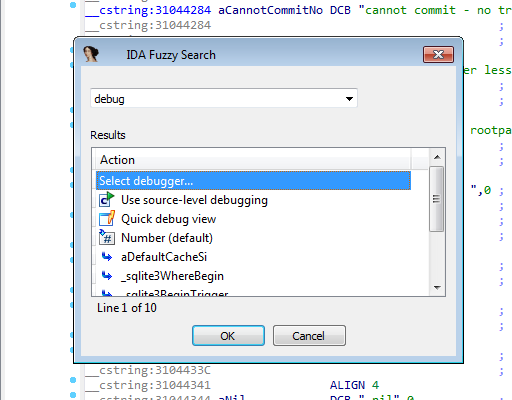 __cstring:31044284 aCannotCommitNo DCB "cannot commit - no tr
__cstring:31044284 ;
IDA Fuzzy Search
er less
;
;
debug
rootpa
;
Results
;
Action
Select debugger...
",0 ;
Use source-level debugging
;
Quick debug view
;
Number (default)
;
aDefaultCacheSi
;
_sqlite3WhereBegin
;
_sqlite3BeginTrigger
;
Line 1 of 10
;
OK
Cancel
;
__cstring:3104433C ;
__cstring:31044341 ALIGN 4
__cstring:31044344 aNil DCB " nil",0